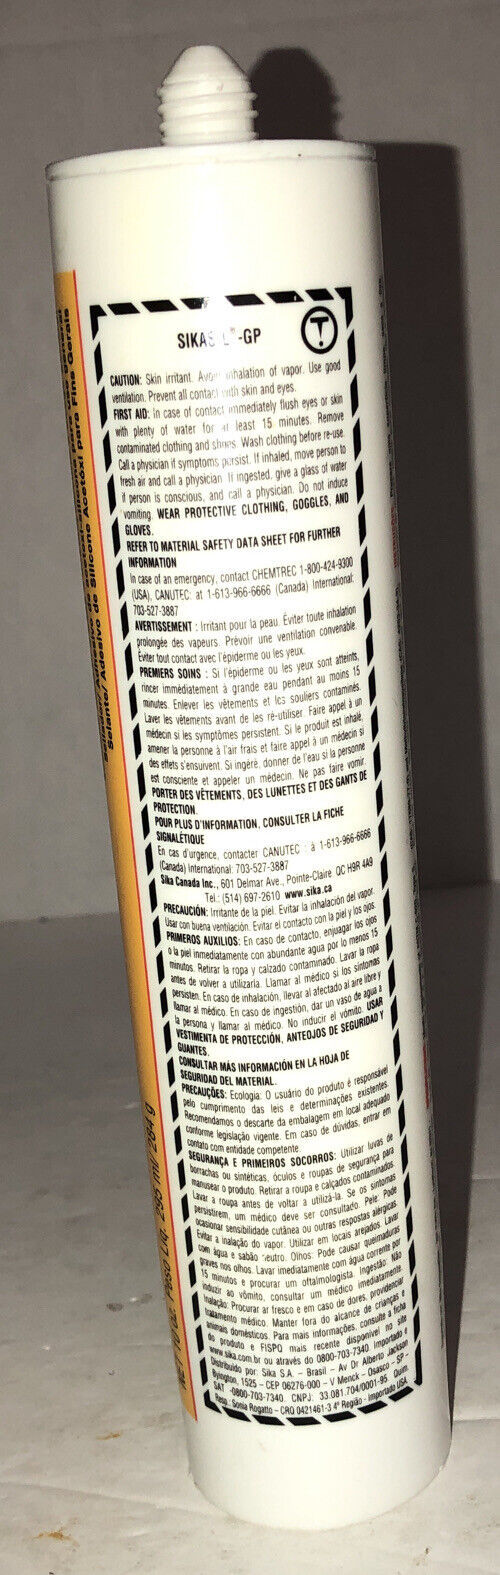 SIKASIL®-GP
CAUTION: Skin irritant. Avoid inhalation of vapor. Use good
ventilation. Prevent all contact with skin and eyes.
FIRST AID: In case of contact immediately flush eyes or skin
with plenty of water for at least 15 minutes. Remove
contaminated clothing and shoes. Wash clothing before re-use.
Call a physician if symptoms persist. If inhaled, move person to
fresh air and call a physician. If ingested, give a glass of water
if person is conscious, and call a physician. Do not induce
vomiting. WEAR PROTECTIVE CLOTHING, GOGGLES, AND
GLOVES.
REFER TO MATERIAL SAFETY DATA SHEET FOR FURTHER
INFORMATION
In case of an emergency, contact CHEMTREC 1-800-424-9300
(USA), CANUTEC: at 1-613-966-6666 (Canada) International:
703-527-3887
AVERTISSEMENT : Irritant pour la peau. Éviter toute inhalation
prolongée des vapeurs. Prévoir une ventilation convenable.
Éviter tout contact avec l'épiderme ou les yeux.
PREMIERS SOINS : Si l'épiderme ou les yeux sont atteints,
rincer immédiatement à grande eau pendant au moins 15
minutes. Enlever les vêtements et les souliers contaminés.
Laver les vêtements avant de les ré-utiliser. Faire appel à un
médecin si les symptômes persistent. Si le produit est inhalé,
amener la personne à l'air frais et faire appel à un médecin si
des effets s'ensuivent. Si ingéré, donner de l'eau si la personne
est consciente et appeler un médecin. Ne pas faire vomir.
PORTER DES VÊTEMENTS, DES LUNETTES ET DES GANTS DE
PROTECTION.
POUR PLUS D'INFORMATION, CONSULTER LA FICHE
SIGNALÉTIQUE
En cas d'urgence, contacter CANUTEC : à 1-613-966-6666
(Canada) International: 703-527-3887
Sika Canada Inc., 601 Delmar Ave., Pointe-Claire, QC H9R 4A9
Tel.: (514) 697-2610 www.sika.ca
PRECAUCIÓN: Irritante de la piel. Evitar la inhalación del vapor.
Usar con buena ventilación. Evitar el contacto con la piel y los ojos.
PRIMEROS AUXILIOS: En caso de contacto, enjuagar los ojos
o la piel inmediatamente con abundante agua por lo menos 15
minutos. Retirar la ropa y calzado contaminado. Lavar la ropa
antes de volver a utilizarla. Llamar al médico si los síntomas
persisten. En caso de inhalación, llevar al afectado al aire libre y
llamar al médico. En caso de ingestión, dar un vaso de agua a
la persona y llamar al médico. No inducir el vómito. USAR
VESTIMENTA DE PROTECCIÓN, ANTEOJOS DE SEGURIDAD Y
GUANTES.
CONSULTAR MÁS INFORMACIÓN EN LA HOJA DE
SEGURIDAD DEL MATERIAL.
PRECAUÇÕES: Ecologia: O usuário do produto é responsável
pelo cumprimento das leis e determinações existentes.
Recomendamos o descarte da embalagem em local adequado
conforme legislação vigente. Em caso de dúvidas, entrar em
contato com entidade competente.
SEGURANÇA E PRIMEIROS SOCORROS: Utilizar luvas de
borrachas ou sintéticas, óculos e roupas de segurança para
manusear o produto. Retirar a roupa e calçados contaminados.
Lavar a roupa antes de voltar a utilizá-la. Se os sintomas
persistirem, um médico deve ser consultado. Pele: Pode
ocasionar sensibilidade cutânea ou outras respostas alérgicas.
Evitar a inalação do vapor. Utilizar em locais arejados. Lavar
com água e sabão neutro. Olhos: Pode causar queimaduras
graves nos olhos. Lavar imediatamente com água corrente por
15 minutos e procurar um oftalmologista. Ingestão: Não
induzir ao vômito, consultar um médico imediatamente.
Inalação: Procurar ar fresco e em caso de dores, providenciar
tratamento médico. Manter fora do alcance de crianças e
animais domésticos. Para mais informações, consulte a ficha
do produto e FISPQ mais recente disponível no site
www.sika.com.br ou através do 0800-703-7340. Importado e
Distribuído por: Sika S.A. – Brasil – Av Dr Alberto Jackson
Byington, 1525 – CEP 06276-000 – V Menck - Osasco – SP –
SAT -0800-703-7340. CNPJ: 33.081.704/0001-95. Quim.
Resp. Sonia Rogatto – CRQ 0421461-3 4ª Região - Importado USA.
Selante/Adesivo de Silicone Acetóxi para Fins Gerais
295 ml/ 284 g